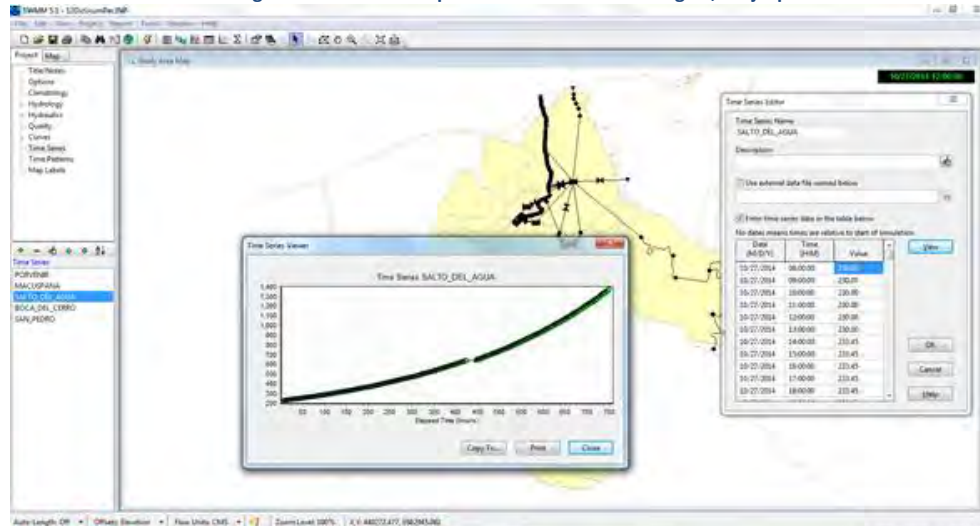 SWMM 5.1 -
File Edit View Project Report Tools Window Help
Project Map
Title/Notes
Options
Climatology
Hydrology
Hydraulics
Quality
Curves
Time Series
Time Patterns
Map Labels
Time Series
PORVENIR
MACUSPANA
SALTO_DEL_AGUA
BOCA_DEL_CERRO
SAN_PEDRO
Study Area Map
10/27/2014 12:00:00
Time Series Viewer
Time Series SALTO_DEL_AGUA
1,400
1,300
1,200
1,100
1,000
900
800
700
600
500
400
300
200
50 100 150 200 250 300 350 400 450 500 550 600 650 700 750
Elapsed Time (hours)
Copy To... Print Close
Time Series Editor
Time Series Name
SALTO_DEL_AGUA
Description
Use external data file named below
Enter time series data in the table below
No dates means times are relative to start of simulation.
Date (M/D/Y) Time (H:M) Value
View
10/27/2014 08:00:00 230.00
10/27/2014 09:00:00 230.00
10/27/2014 10:00:00 230.00
10/27/2014 11:00:00 230.00
10/27/2014 12:00:00 230.00
10/27/2014 13:00:00 230.00
10/27/2014 14:00:00 233.45
10/27/2014 15:00:00 233.45
10/27/2014 16:00:00 233.45
10/27/2014 17:00:00 233.45
10/27/2014 18:00:00 233.45
OK
Cancel
Help
Auto-Length: Off Offsets: Elevation Flow Units: CMS Zoom Level: 100%